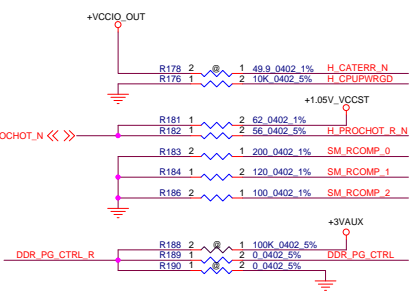 +VCCIO_OUT
R178 2 @ 1 49.9_0402_1% H_CATERR_N
R176 1 2 10K_0402_5% H_CPUPWRGD
+1.05V_VCCST
R181 1 2 62_0402_1%
OCHOT_N R182 1 2 56_0402_5% H_PROCHOT_R_N
R183 2 1 200_0402_1% SM_RCOMP_0
R184 1 2 120_0402_1% SM_RCOMP_1
R186 2 1 100_0402_1% SM_RCOMP_2
+3VAUX
R188 2 @ 1 100K_0402_5%
DDR_PG_CTRL_R R189 1 2 0_0402_5% DDR_PG_CTRL
R190 1 @ 2 0_0402_5%